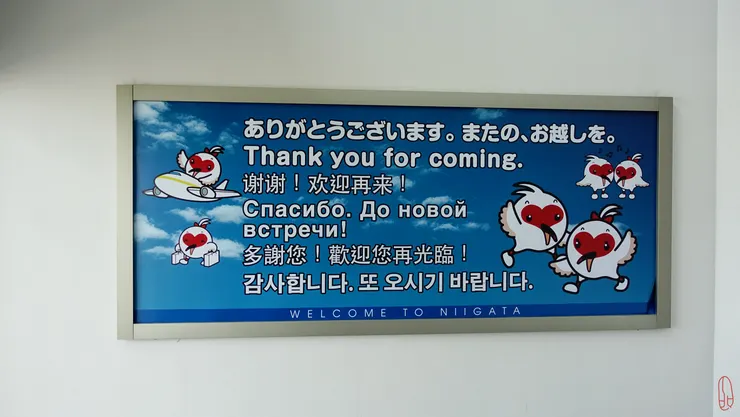 ありがとうございます。またの、お越しを。
Thank you for coming.
谢谢！欢迎再来！
Спасибо. До новой
встречи!
多謝您！歡迎您再光臨！
감사합니다. 또 오시기 바랍니다.
WELCOME TO NIIGATA